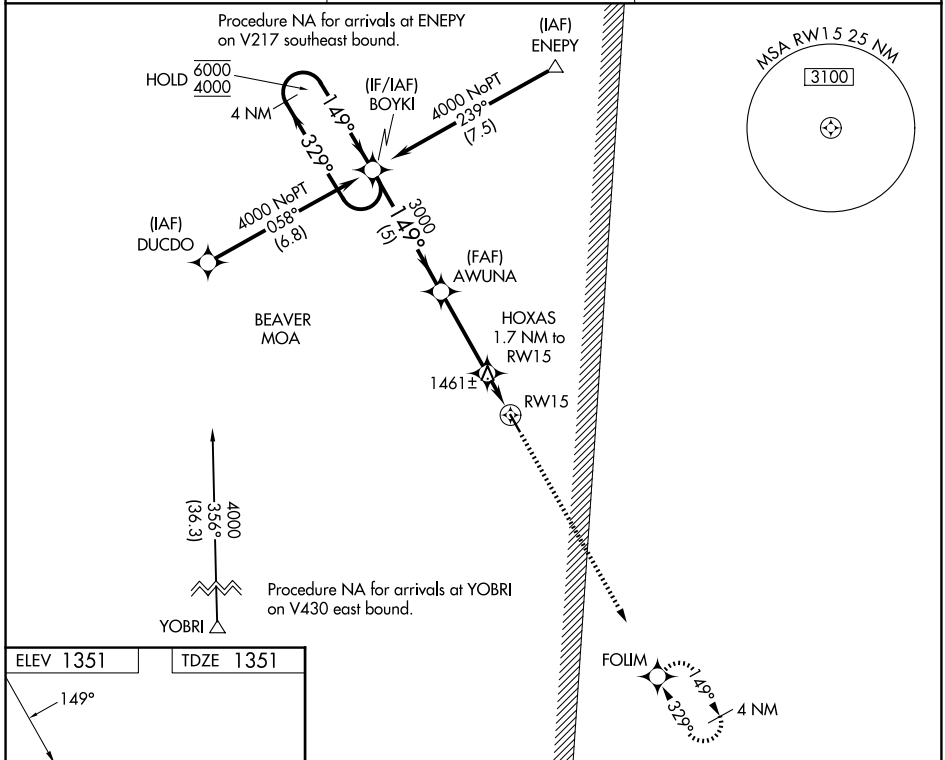 Procedure NA for arrivals at ENEPY
on V217 southeast bound.
(IAF)
ENEPY
MSA RW15 25 NM
3100
HOLD
6000
4000
4 NM
149°
329°
(IF/IAF)
BOYKI
4000 NoPT
239°
(7.5)
4000 NoPT
058°
(6.8)
(IAF)
DUCDO
3000
149°
(5)
(FAF)
AWUNA
BEAVER
MOA
HOXAS
1.7 NM to
RW15
1461±
RW15
4000
356°
(36.3)
Procedure NA for arrivals at YOBRI
on V430 east bound.
YOBRI
FOLIM
149°
329°
4 NM
ELEV 1351
TDZE 1351
149°